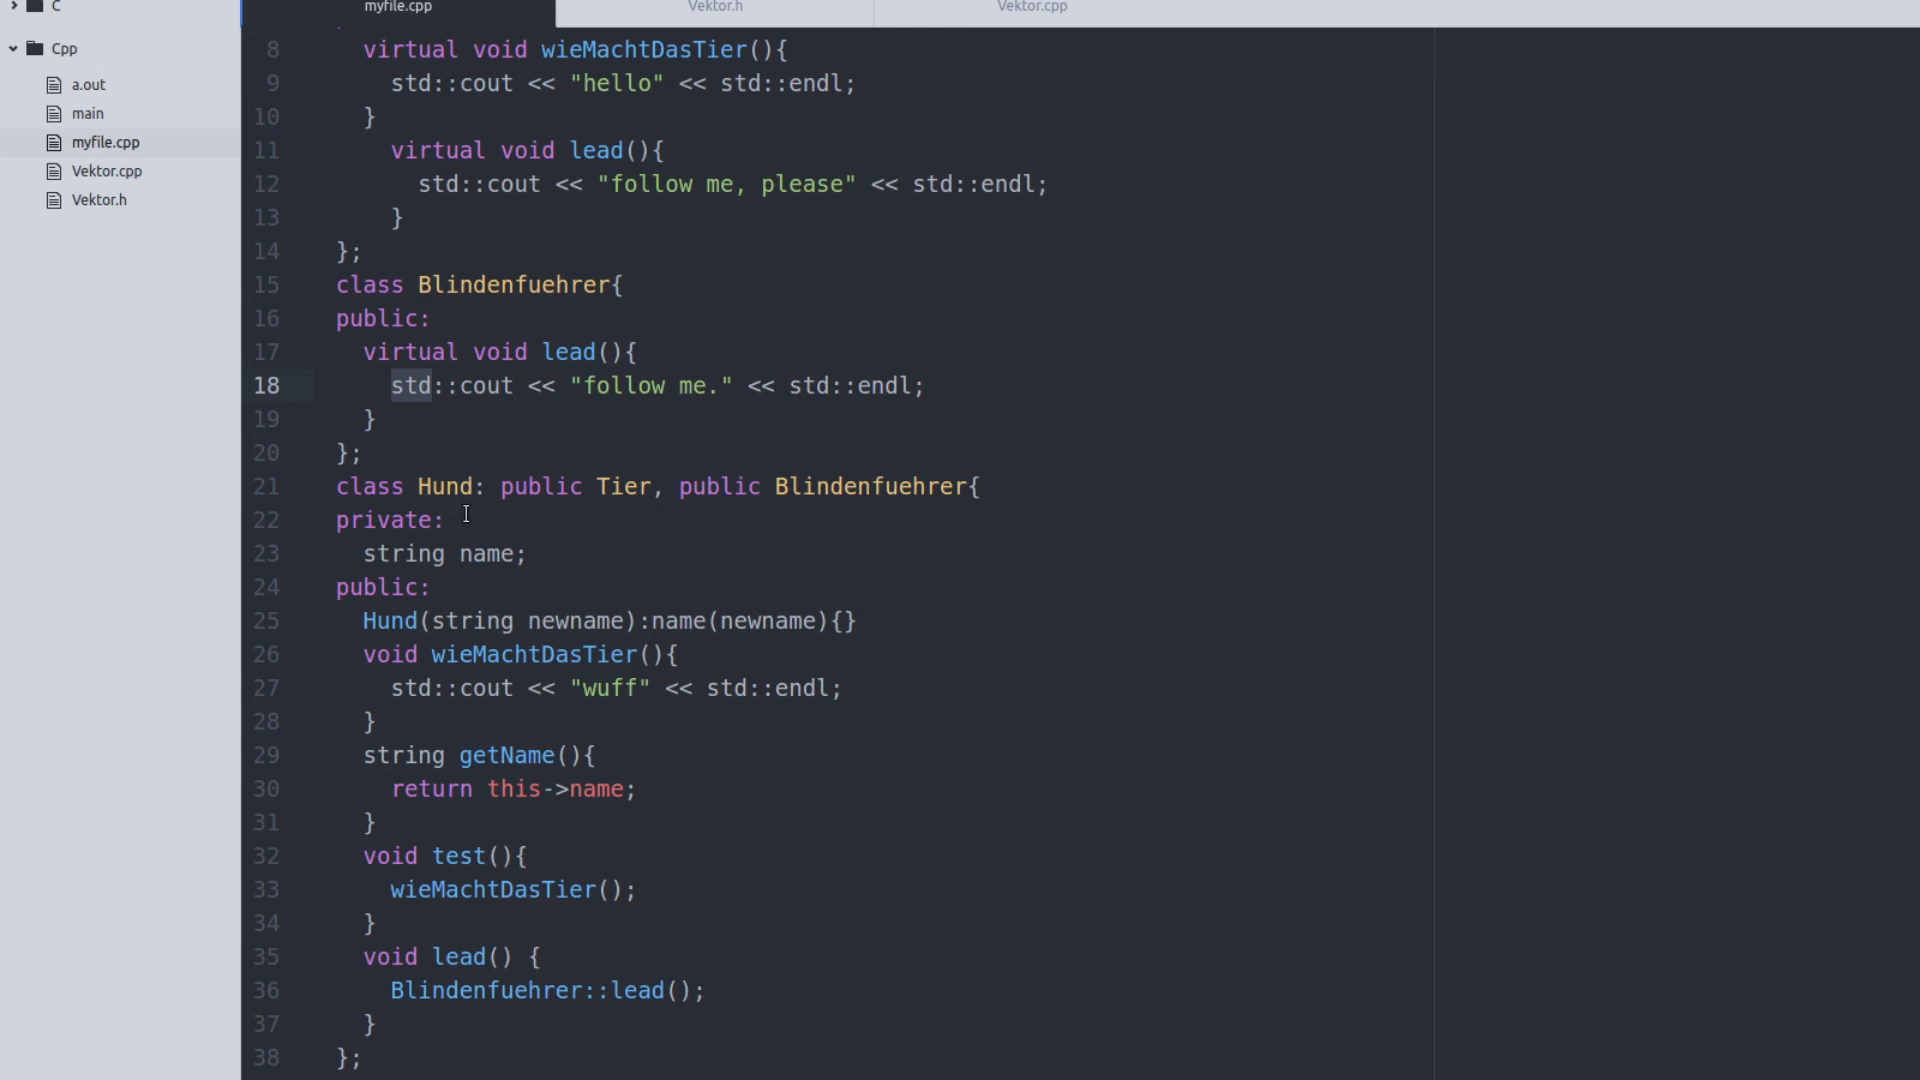 C
Cpp
a.out
main
myfile.cpp
Vektor.cpp
Vektor.h
myfile.cpp Vektor.h Vektor.cpp
8 virtual void wieMachtDasTier(){
9 std::cout << "hello" << std::endl;
10 }
11 virtual void lead(){
12 std::cout << "follow me, please" << std::endl;
13 }
14 };
15 class Blindenfuehrer{
16 public:
17 virtual void lead(){
18 std::cout << "follow me." << std::endl;
19 }
20 };
21 class Hund: public Tier, public Blindenfuehrer{
22 private:
23 string name;
24 public:
25 Hund(string newname):name(newname){}
26 void wieMachtDasTier(){
27 std::cout << "wuff" << std::endl;
28 }
29 string getName(){
30 return this->name;
31 }
32 void test(){
33 wieMachtDasTier();
34 }
35 void lead() {
36 Blindenfuehrer::lead();
37 }
38 };